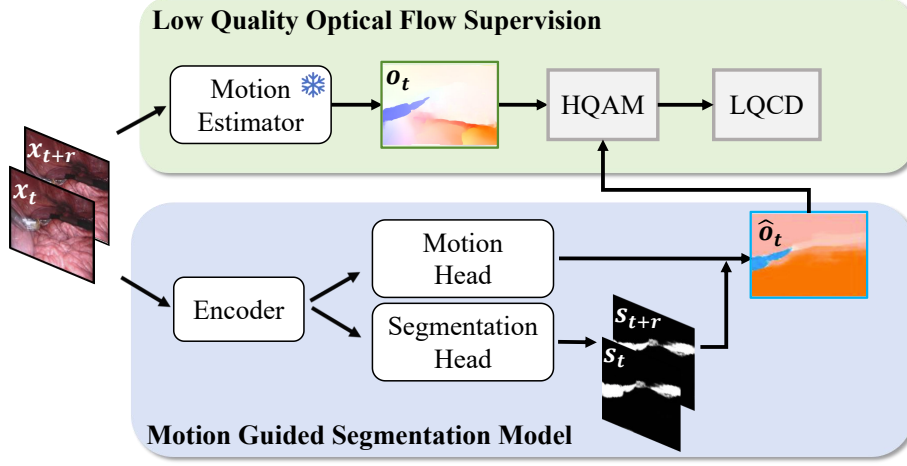 Low Quality Optical Flow Supervision
Motion
Estimator
o_t
HQAM
LQCD
x_{t+r}
x_t
Encoder
Motion
Head
Segmentation
Head
s_{t+r}
s_t
ô_t
Motion Guided Segmentation Model